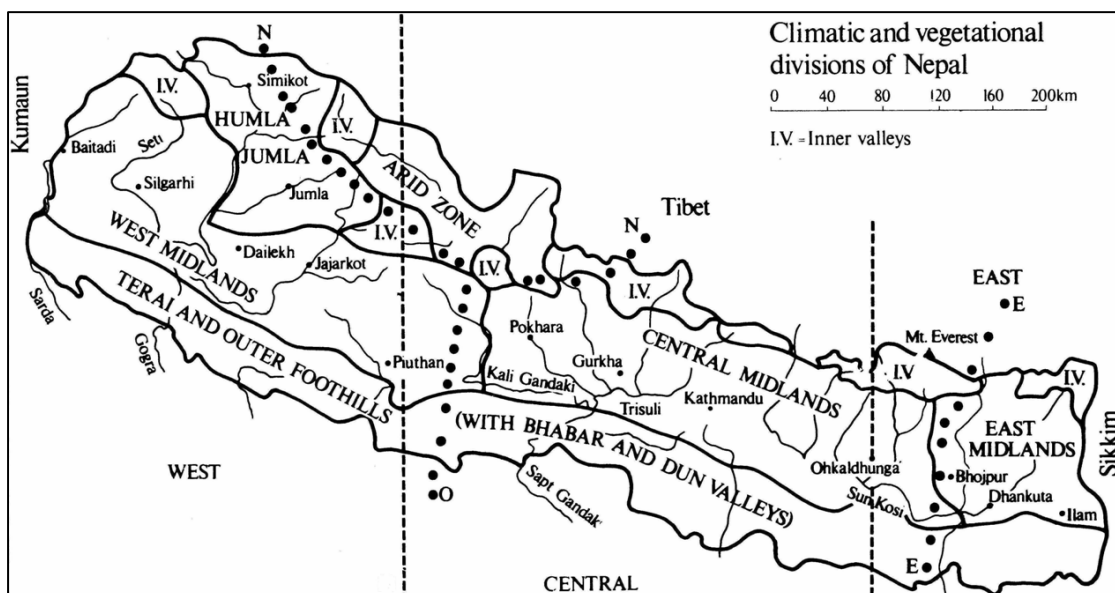 Climatic and vegetational
divisions of Nepal
0 40 80 120 160 200km
I.V. = Inner valleys
N
Simikot
I.V.
HUMLA
I.V.
Kumaun
Baitadi
Seti
JUMLA
Silgarhi
Jumla
ARID ZONE
N
Tibet
I.V.
WEST MIDLANDS
Dailekh
Jajarkot
I.V.
I.V.
EAST
E
Sarda
TERAI AND OUTER FOOTHILLS
Gogra
Pokhara
Gurkha
CENTRAL MIDLANDS
Mt. Everest
I.V
I.V.
Piuthan
Kali Gandaki
Trisuli
Kathmandu
EAST
MIDLANDS
Sikkim
(WITH BHABAR AND DUN VALLEYS)
WEST
O
Sapt Gandak
Ohkaldhunga
Bhojpur
Sun Kosi
Dhankuta
Ilam
E
CENTRAL